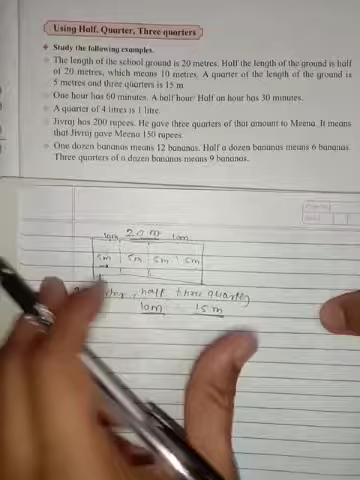 Using Half, Quarter, Three quarters
Study the following examples.
The length of the school ground is 20 metres. Half the length of the ground is half
of 20 metres, which means 10 metres. A quarter of the length of the ground is
5 metres and three quarters is 15 m
One hour has 60 minutes. A half hour/ Half an hour has 30 minutes.
A quarter of 4 litres is 1 litre.
Jivraj has 200 rupees. He gave three quarters of that amount to Meena. It means
that Jivraj gave Meena 150 rupees.
One dozen bananas means 12 bananas. Half a dozen bananas means 6 bananas.
Three quarters of a dozen bananas means 9 bananas.
10m 20m 10m
5m 5m 5m 5m
half three quarter
10m 15m